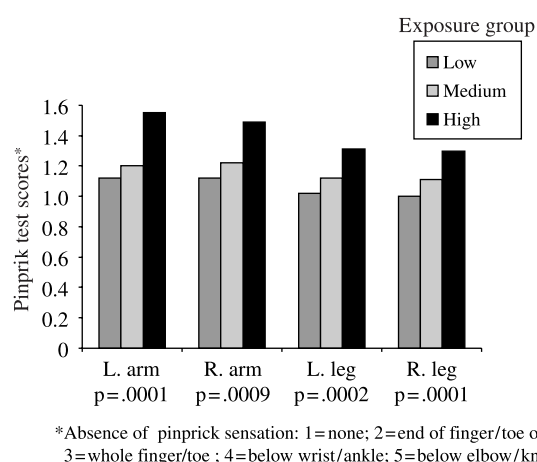 Exposure group
Low
Medium
High
Pinprik test scores*
1.6
1.4
1.2
1.0
0.8
0.6
0.4
0.2
0
L. arm R. arm L. leg R. leg
p=.0001 p=.0009 p=.0002 p=.0001
*Absence of pinprick sensation: 1=none; 2=end of finger/toe
3=whole finger/toe ; 4=below wrist/ankle; 5=below